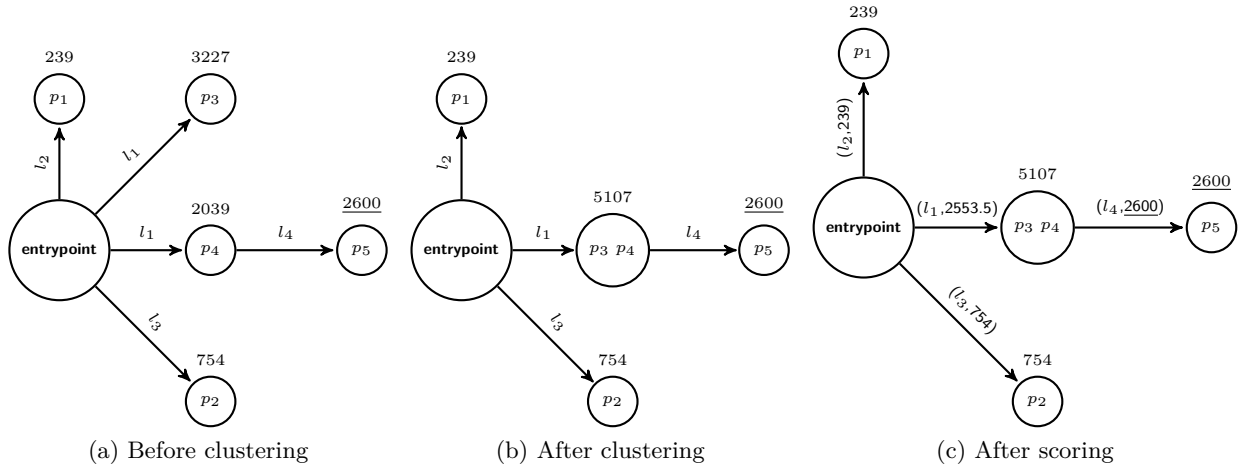 239
p1
3227
p3
l2
l1
entrypoint
l1
2039
p4
l4
2600
p5
l3
754
p2
(a) Before clustering
239
p1
l2
entrypoint
l1
5107
p3 p4
l4
2600
p5
l3
754
p2
(b) After clustering
239
p1
(l2,239)
entrypoint
(l1,2553.5)
5107
p3 p4
(l4,2600)
2600
p5
(l3,754)
754
p2
(c) After scoring